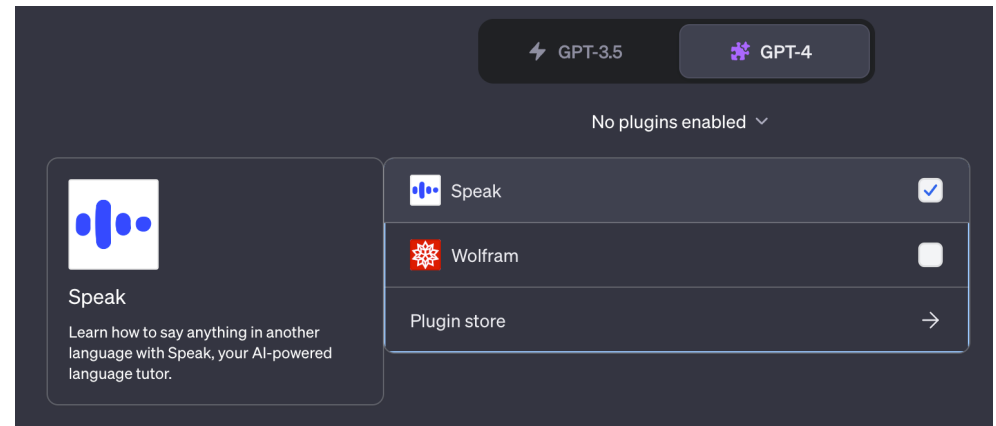 GPT-3.5
GPT-4
No plugins enabled
Speak
Wolfram
Plugin store
Speak
Learn how to say anything in another
language with Speak, your AI-powered
language tutor.